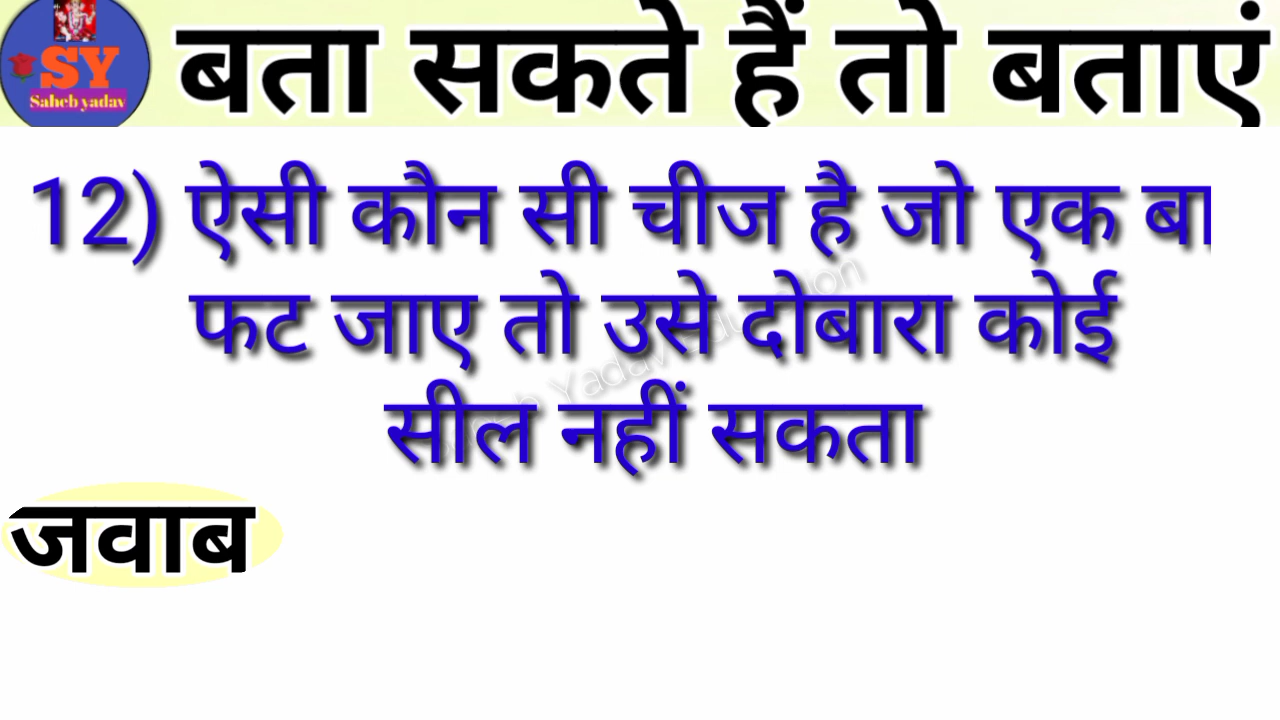 SY
Saheb yadav
बता सकते हैं तो बताएं
12) ऐसी कौन सी चीज है जो एक बा
फट जाए तो उसे दोबारा कोई
सील नहीं सकता
जवाब